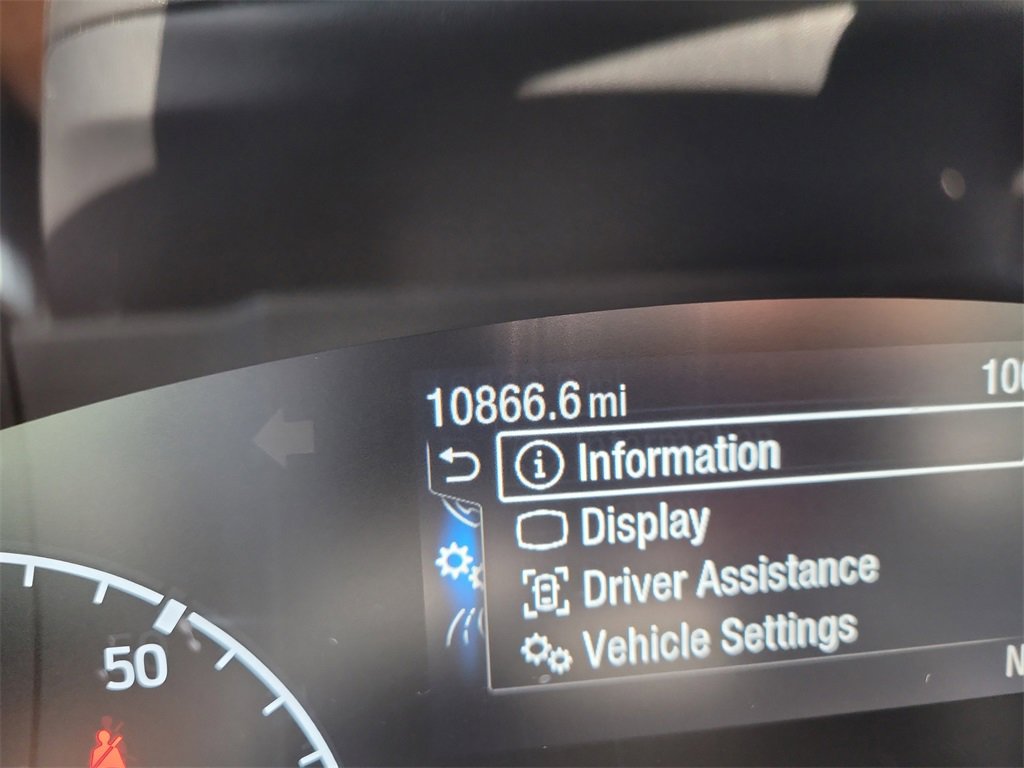 10866.6 mi
Information
Display
Driver Assistance
Vehicle Settings
50